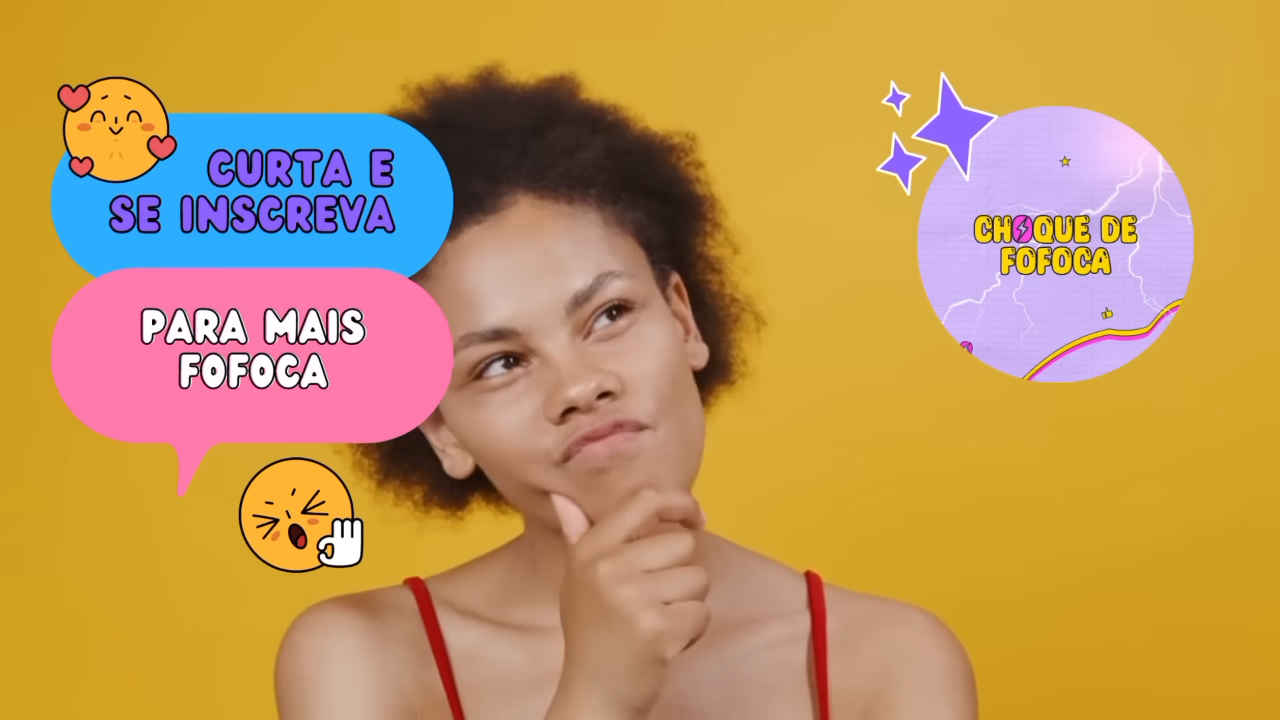 CURTA E
SE INSCREVA
PARA MAIS
FOFOCA
CHOQUE DE
FOFOCA